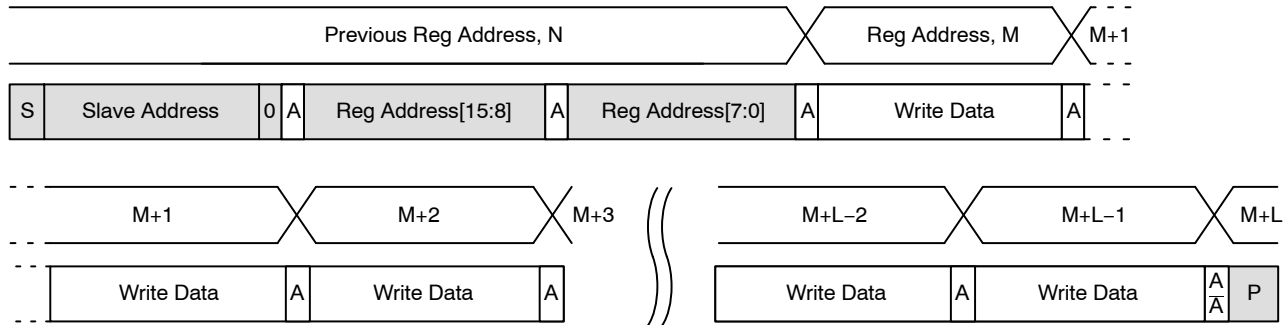 Previous Reg Address, N Reg Address, M M+1
S Slave Address 0 A Reg Address[15:8] A Reg Address[7:0] A Write Data A
M+1 M+2 M+3 M+L−2 M+L−1 M+L
Write Data A Write Data A Write Data A Write Data A P
A̅